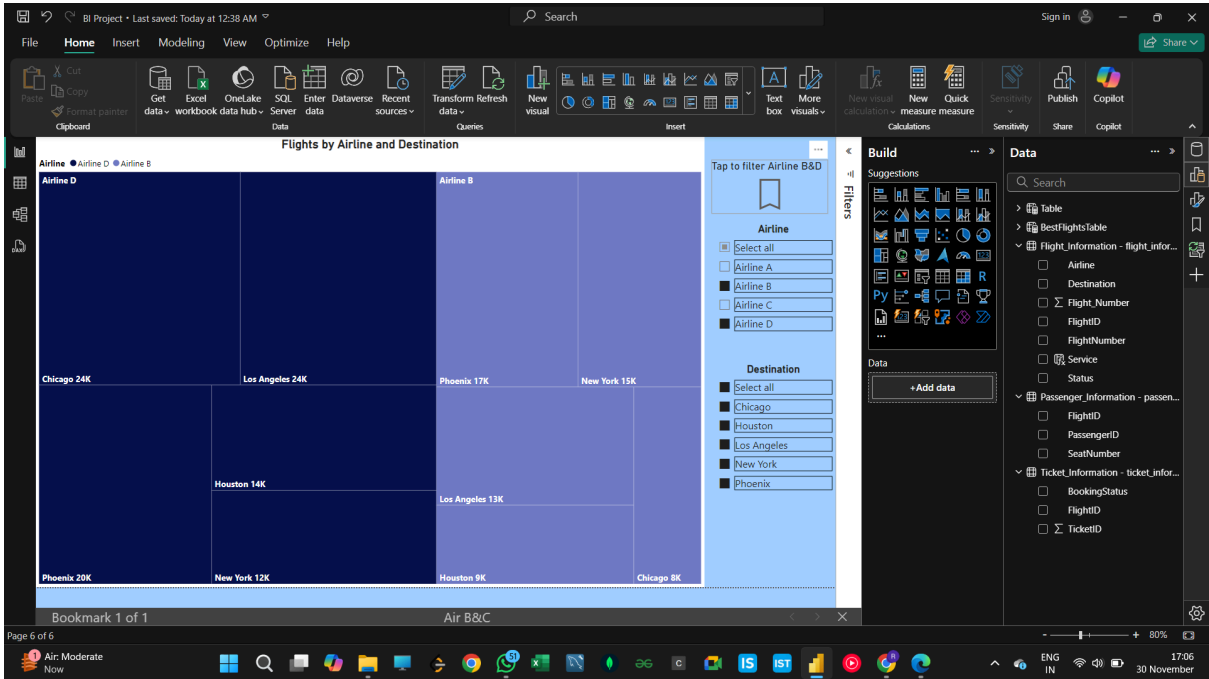 BI Project • Last saved: Today at 12:38 AM
Search
Sign in
File Home Insert Modeling View Optimize Help
Share
Paste
Cut
Copy
Format painter
Clipboard
Get data
Excel workbook
OneLake data hub
SQL Server
Enter data
Dataverse
Recent sources
Data
Transform data
Refresh
Queries
New visual
Text box
More visuals
Insert
New visual calculation
New measure
Quick measure
Calculations
Sensitivity
Sensitivity
Publish
Share
Copilot
Copilot
Flights by Airline and Destination
Airline Airline D Airline B
Airline D
Chicago 24K
Los Angeles 24K
Phoenix 20K
Houston 14K
New York 12K
Airline B
Phoenix 17K
New York 15K
Los Angeles 13K
Houston 9K
Chicago 8K
Tap to filter Airline B&D
Airline
Select all
Airline A
Airline B
Airline C
Airline D
Destination
Select all
Chicago
Houston
Los Angeles
New York
Phoenix
Filters
Build
Suggestions
R
Py
123
Data
+Add data
Data
Search
Table
BestFlightsTable
Flight_Information - flight_infor...
Airline
Destination
Σ Flight_Number
FlightID
FlightNumber
Service
Status
Passenger_Information - passen...
FlightID
PassengerID
SeatNumber
Ticket_Information - ticket_infor...
BookingStatus
FlightID
Σ TicketID
DAX
Bookmark 1 of 1
Air B&C
Page 6 of 6
80%
1
Air: Moderate
Now
51
IS
IST
ENG
IN
17:06
30 November